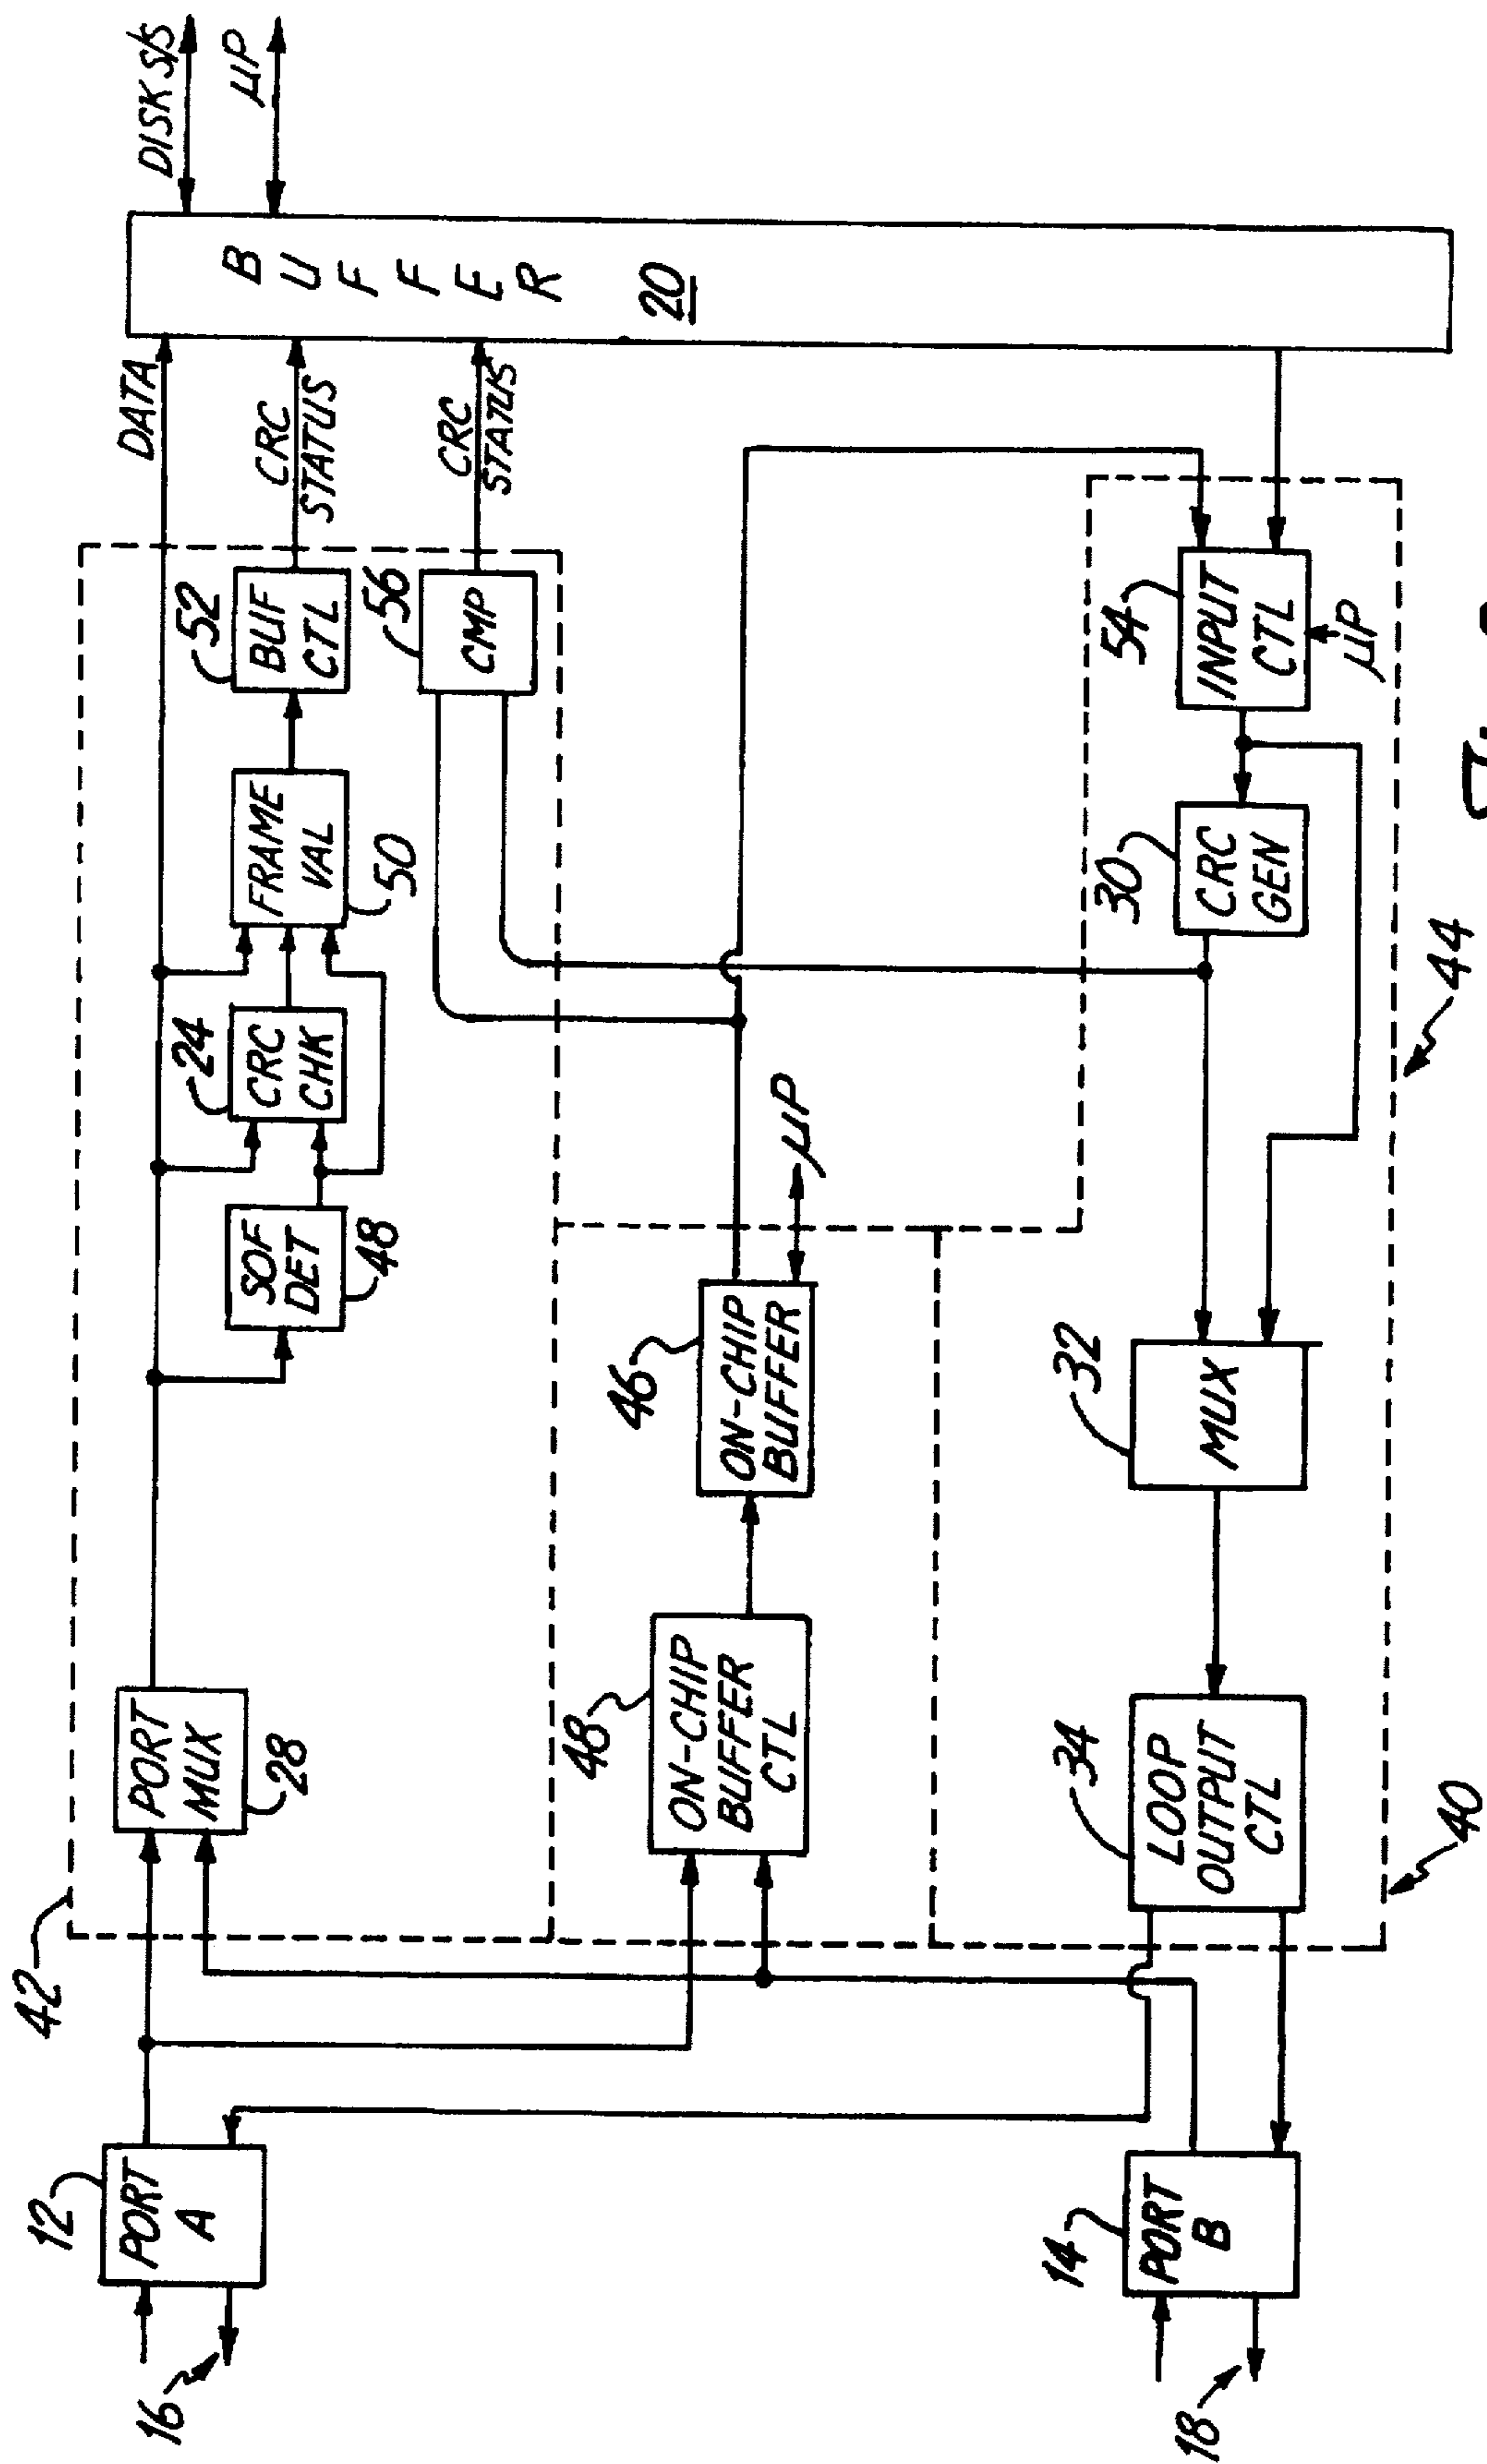 DISK S/S
μP
DATA
CRC
STATUS
CRC
STATUS
BUFFER
20
42
52
BUF
CTL
56
CMP
FRAME
VAL
50
24
CRC
CHK
SOF
DET
48
PORT
MUX
28
12
PORT
A
16
46
ON-CHIP
BUFFER
μP
48
ON-CHIP
BUFFER
CTL
54
INPUT
CTL
μP
30
CRC
GEN
44
32
MUX
34
LOOP
OUTPUT
CTL
40
14
PORT
B
18